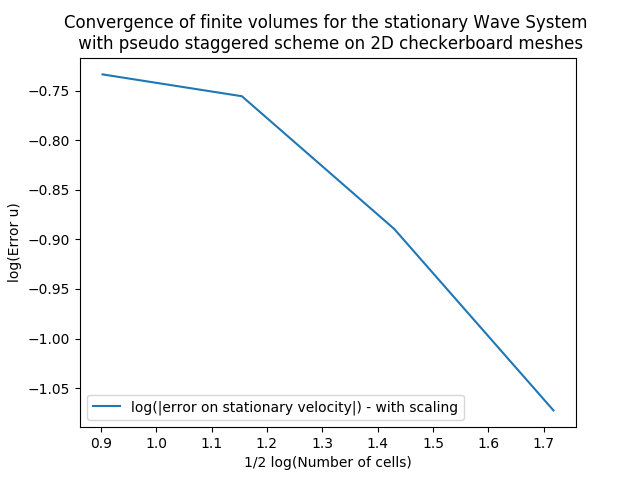 Convergence of finite volumes for the stationary Wave System
with pseudo staggered scheme on 2D checkerboard meshes
log(Error u)
−0.75
−0.80
−0.85
−0.90
−0.95
−1.00
−1.05
log(|error on stationary velocity|) - with scaling
0.9 1.0 1.1 1.2 1.3 1.4 1.5 1.6 1.7
1/2 log(Number of cells)